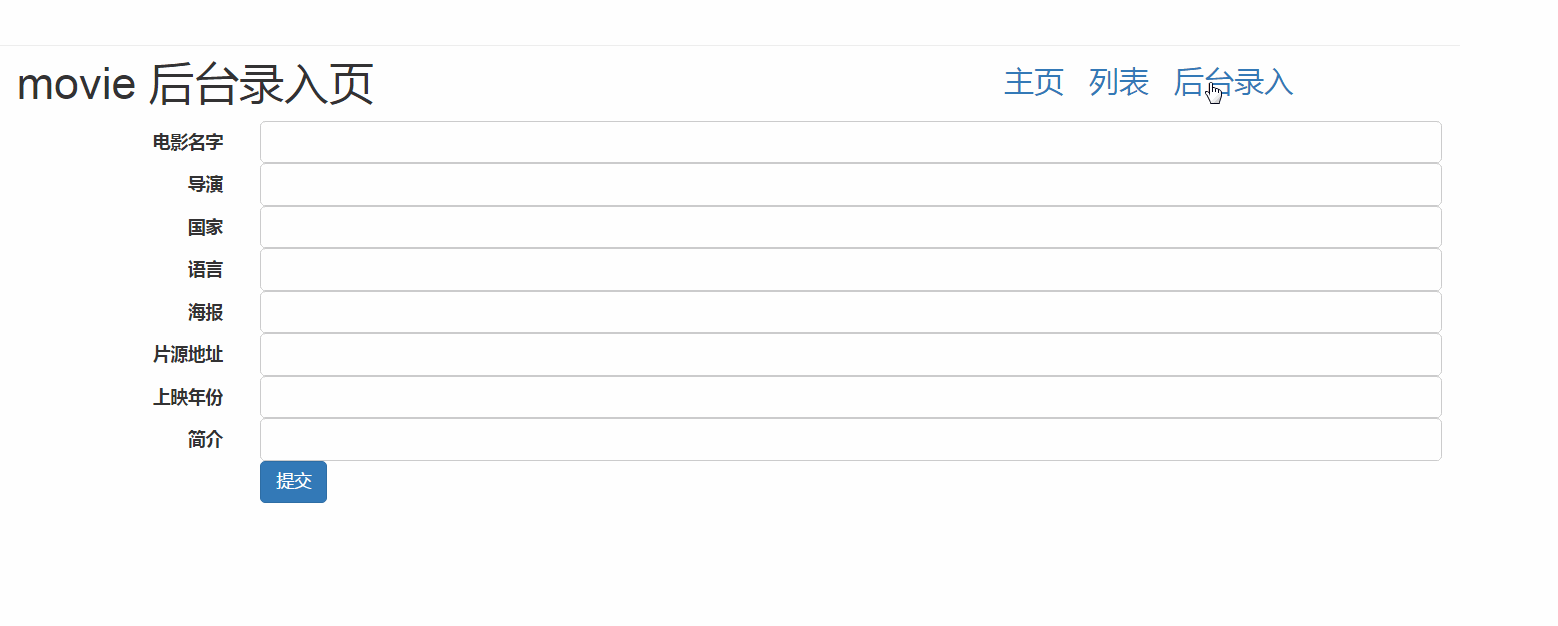 movie 后台录入页
主页 列表 后台录入
电影名字
导演
国家
语言
海报
片源地址
上映年份
简介
提交